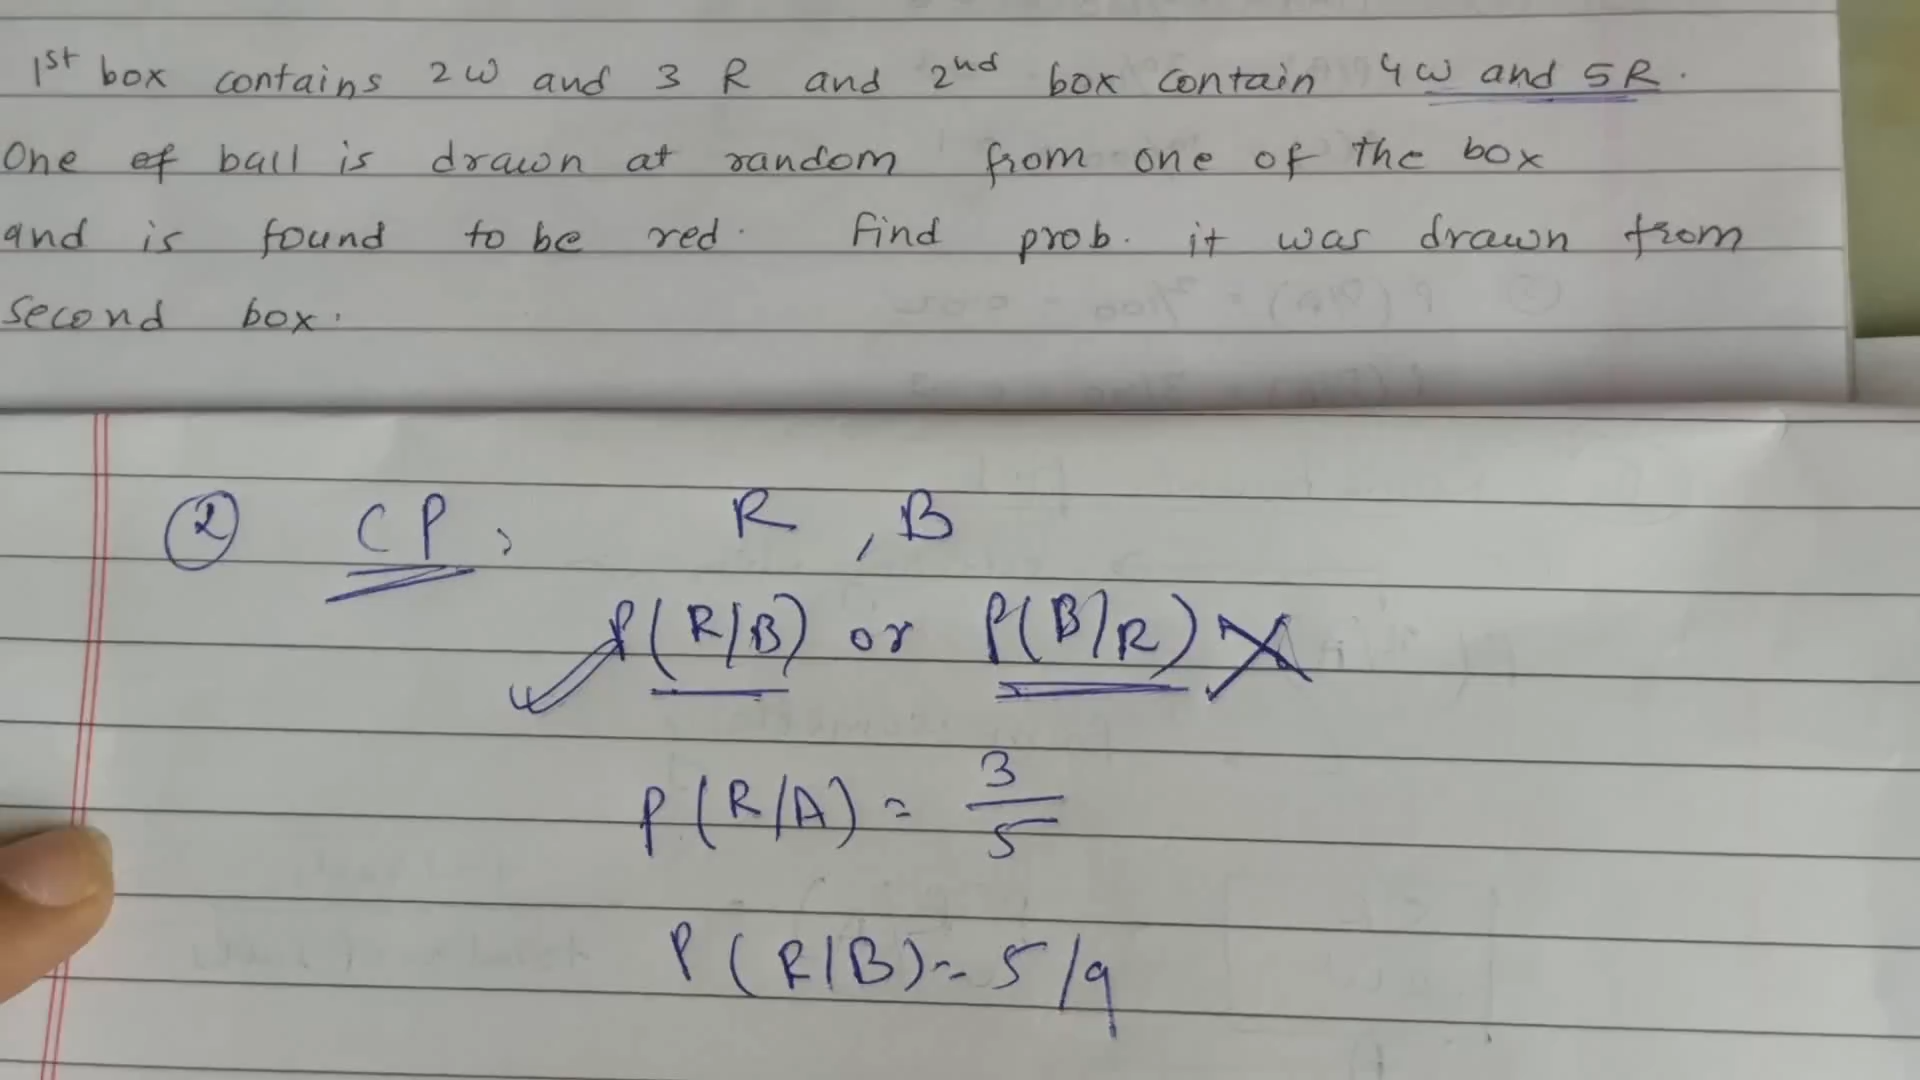 1st box contains 2W and 3 R and 2nd box contain 4W and 5R.
One of ball is drawn at random from one of the box
and is found to be red. Find prob. it was drawn from
second box.
② CP, R, B
P(R/B) or P(B/R) X
P(R/A) = 3/5
P(R/B) = 5/9